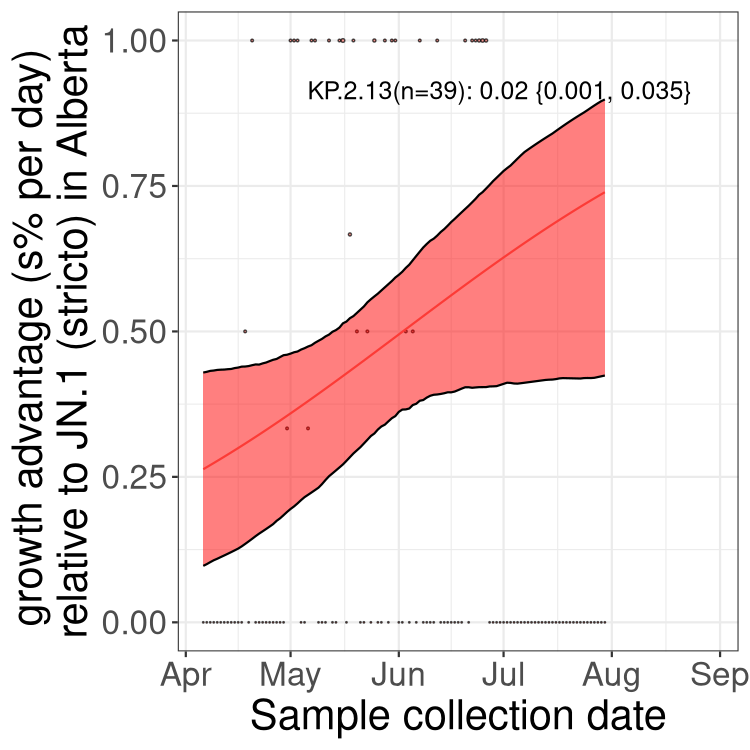 growth advantage (s% per day)
relative to JN.1 (stricto) in Alberta
1.00
0.75
0.50
0.25
0.00
KP.2.13(n=39): 0.02 {0.001, 0.035}
Apr May Jun Jul Aug Sep
Sample collection date